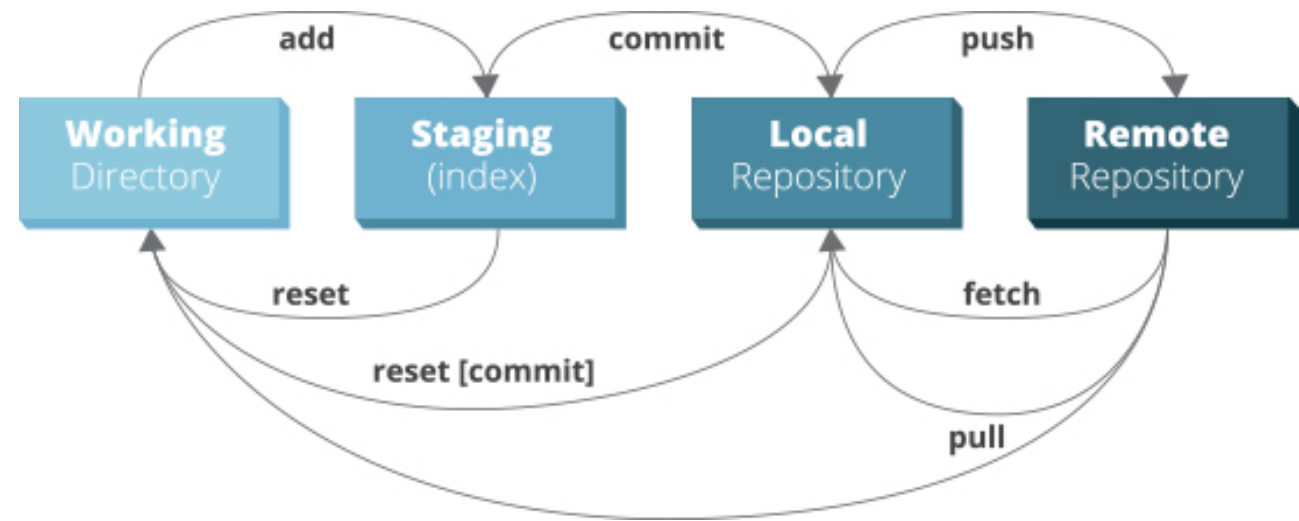 add
commit
push
Working
Directory
Staging
(index)
Local
Repository
Remote
Repository
reset
fetch
reset [commit]
pull